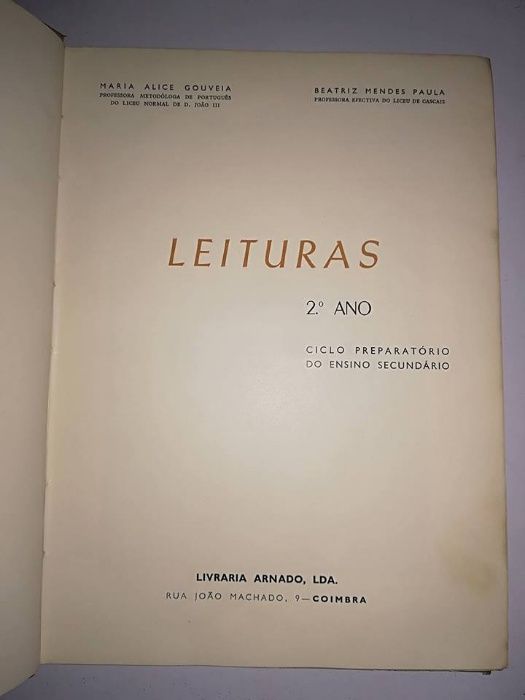 MARIA ALICE GOUVEIA
PROFESSORA METODÓLOGA DE PORTUGUÊS
DO LICEU NORMAL DE D. JOÃO III
BEATRIZ MENDES PAULA
PROFESSORA EFECTIVA DO LICEU DE CASCAIS
LEITURAS
2.º ANO
CICLO PREPARATÓRIO
DO ENSINO SECUNDÁRIO
LIVRARIA ARNADO, LDA.
RUA JOÃO MACHADO, 9—COIMBRA